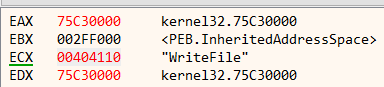 EAX 75C30000 kernel32.75C30000
EBX 002FF000 <PEB.InheritedAddressSpace>
ECX 00404110 "WriteFile"
EDX 75C30000 kernel32.75C30000